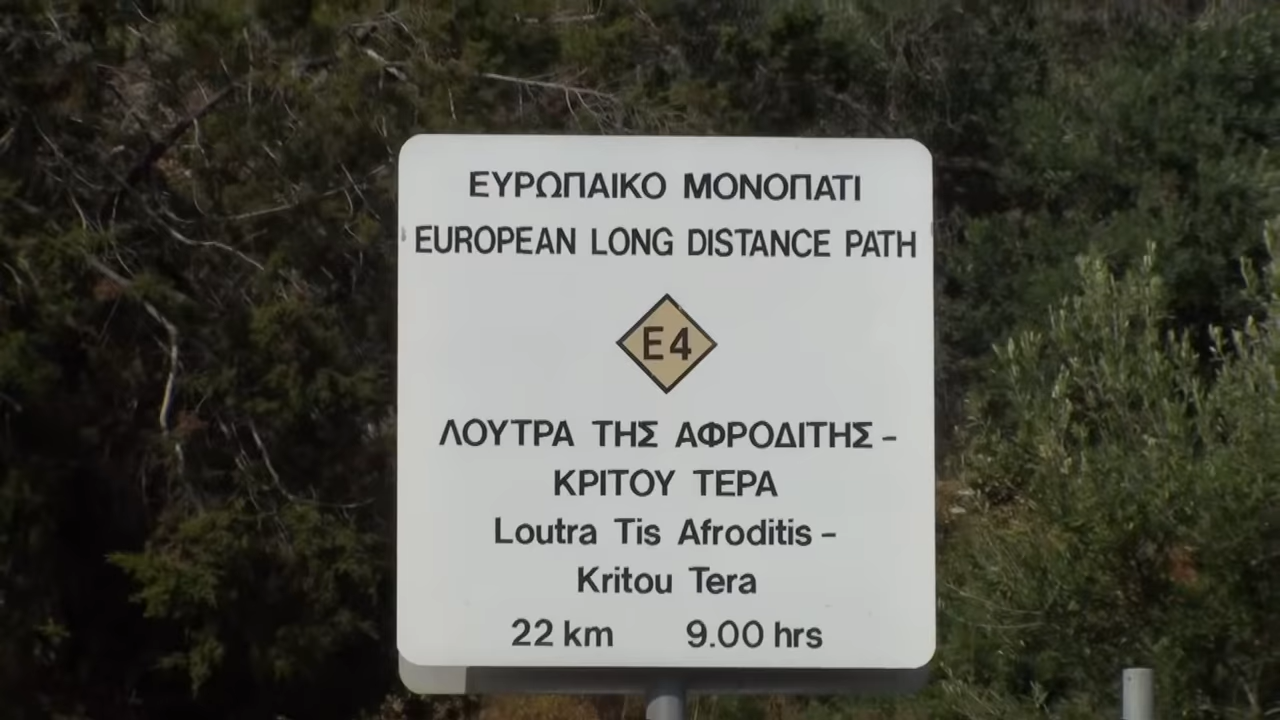 ΕΥΡΩΠΑΙΚΟ ΜΟΝΟΠΑΤΙ
EUROPEAN LONG DISTANCE PATH
E4
ΛΟΥΤΡΑ ΤΗΣ ΑΦΡΟΔΙΤΗΣ –
ΚΡΙΤΟΥ ΤΕΡΑ
Loutra Tis Afroditis –
Kritou Tera
22 km 9.00 hrs